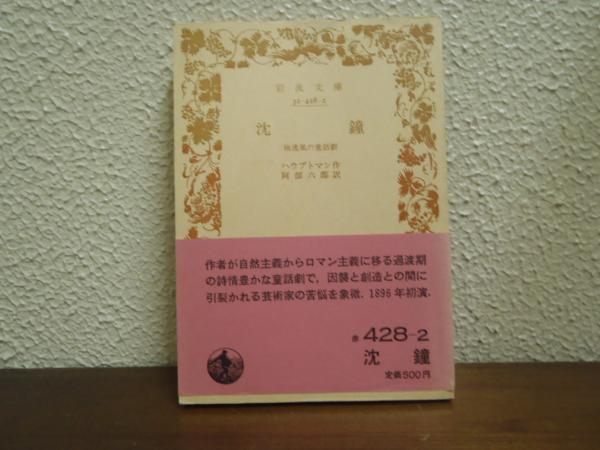 岩波文庫
32-428-2
沈鐘
独逸風の童話劇
ハウプトマン作
阿部六郎訳
作者が自然主義からロマン主義に移る過渡期
の詩情豊かな童話劇で、因襲と創造との間に
引裂かれる芸術家の苦悩を象徴。1896年初演。
赤 428-2
沈鐘
定価500円